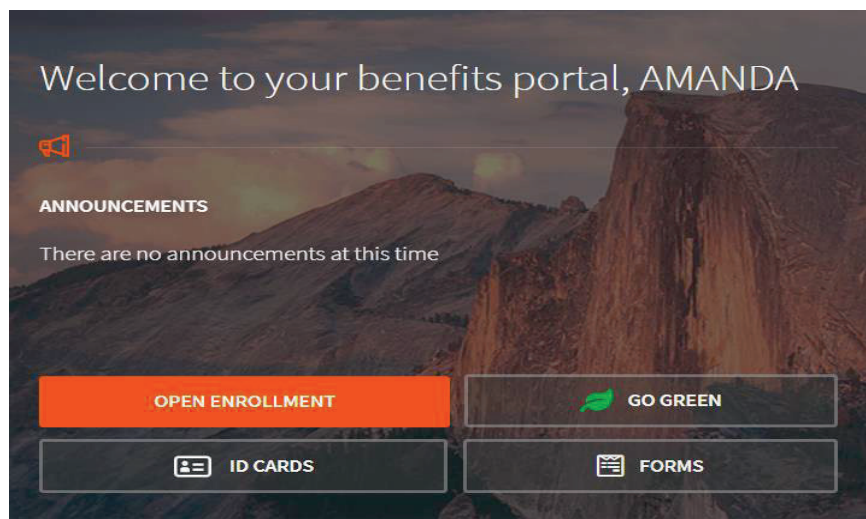 Welcome to your benefits portal, AMANDA
ANNOUNCEMENTS
There are no announcements at this time
OPEN ENROLLMENT
GO GREEN
ID CARDS
FORMS